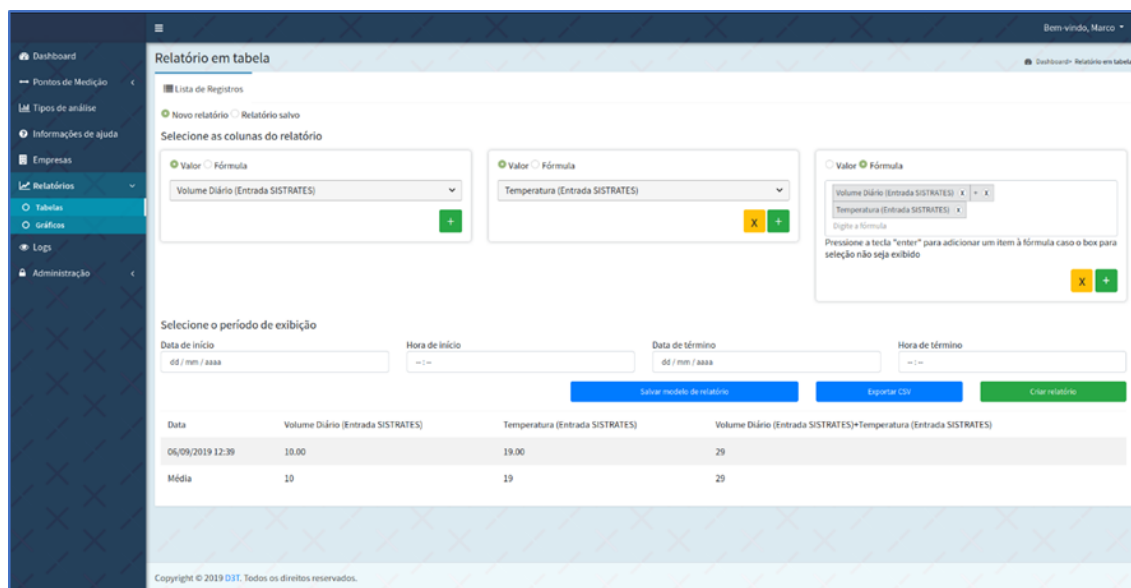 Bem-vindo, Marco
Dashboard
Pontos de Medição
Tipos de análise
Informações de ajuda
Empresas
Relatórios
Tabelas
Gráficos
Logs
Administração
Relatório em tabela
Dashboard> Relatório em tabela
Lista de Registros
Novo relatório Relatório salvo
Selecione as colunas do relatório
Valor Fórmula
Volume Diário (Entrada SISTRATES)
+
Valor Fórmula
Temperatura (Entrada SISTRATES)
X +
Valor Fórmula
Volume Diário (Entrada SISTRATES) x + x
Temperatura (Entrada SISTRATES) x
Digite a fórmula
Pressione a tecla "enter" para adicionar um item à fórmula caso o box para
seleção não seja exibido
X +
Selecione o período de exibição
Data de início Hora de início Data de término Hora de término
dd / mm / aaaa --:-- dd / mm / aaaa --:--
Salvar modelo de relatório Exportar CSV Criar relatório
Data Volume Diário (Entrada SISTRATES) Temperatura (Entrada SISTRATES) Volume Diário (Entrada SISTRATES)+Temperatura (Entrada SISTRATES)
06/09/2019 12:39 10.00 19.00 29
Média 10 19 29
Copyright © 2019 D3T. Todos os direitos reservados.